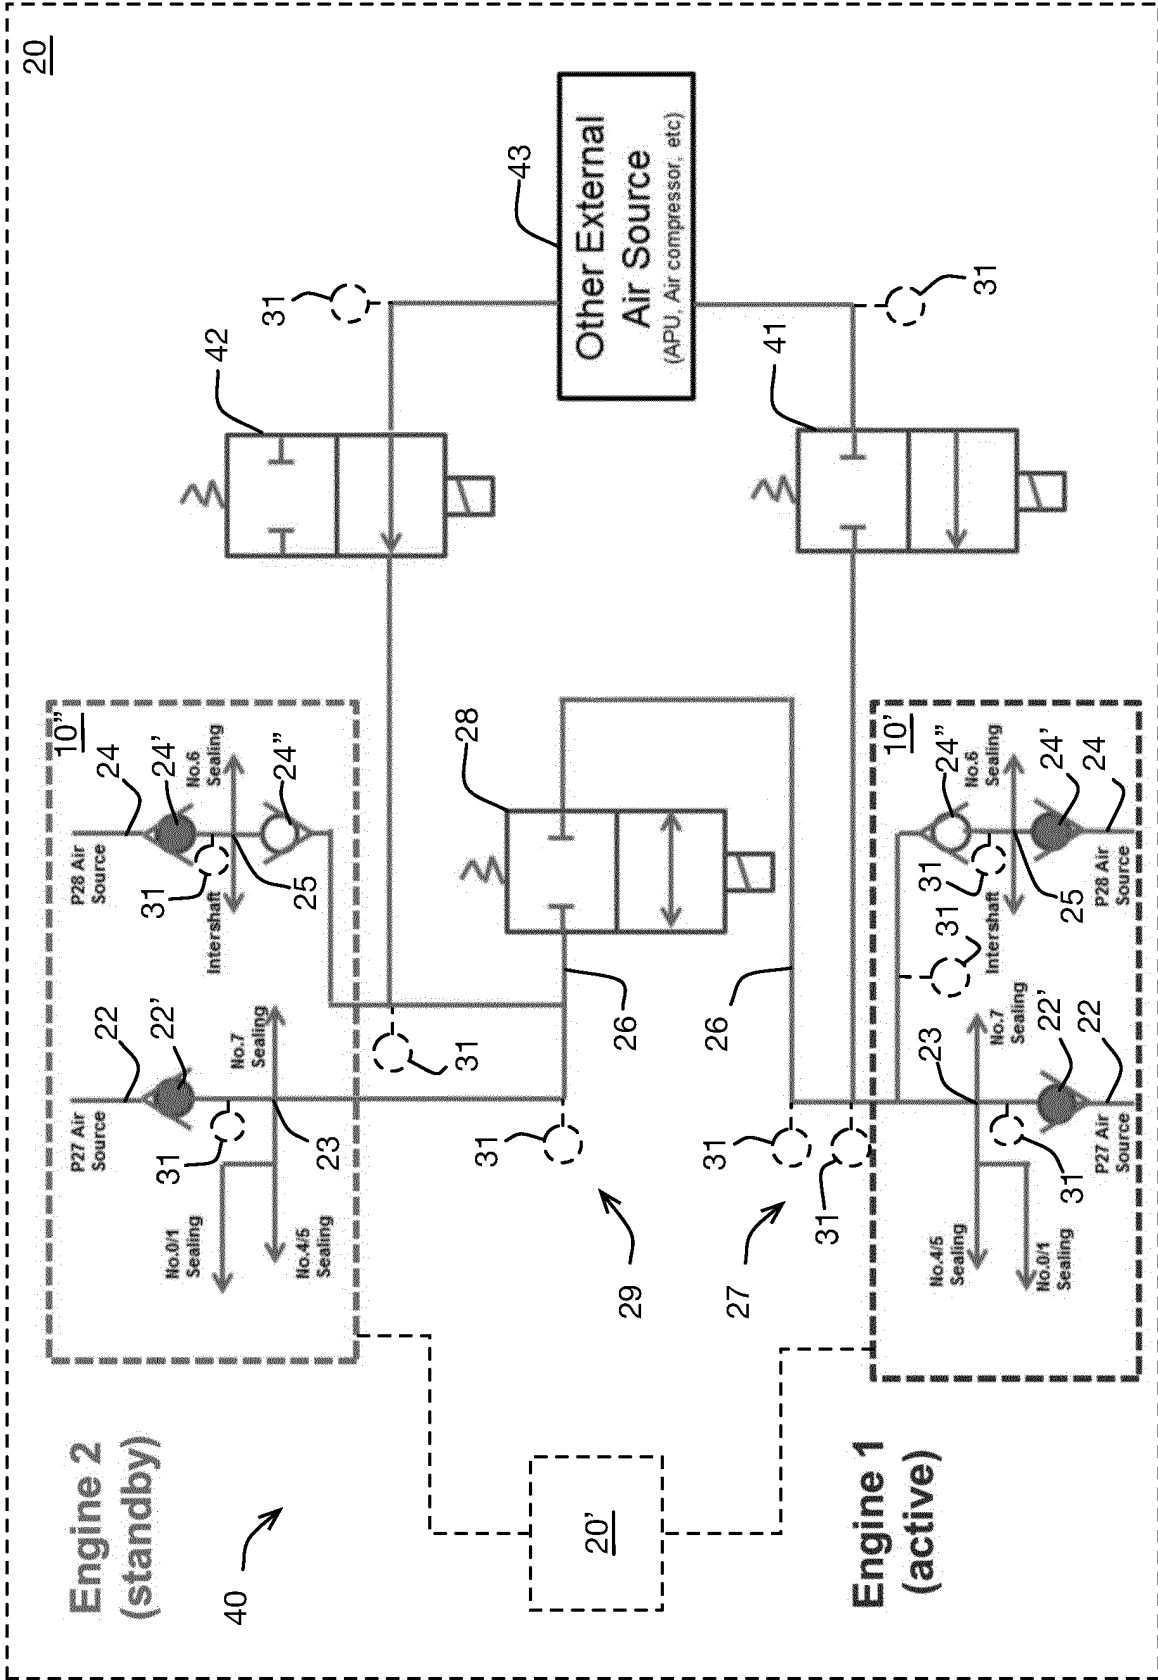 20
Engine 2
(standby)
40
10"
P27 Air
Source
22
22'
31
No.7
Sealing
No.0/1
Sealing
No.4/5
Sealing
23
P28 Air
Source
24
24'
31
No.6
Sealing
Intershaft
25
24"
42
31
31
31
29
26
28
43
Other External
Air Source
(APU, Air compressor, etc)
20'
27
31
31
26
41
31
Engine 1
(active)
10'
23
No.7
Sealing
No.4/5
Sealing
No.0/1
Sealing
31
22'
22
P27 Air
Source
31
24"
31
No.6
Sealing
Intershaft
25
24'
24
P28 Air
Source